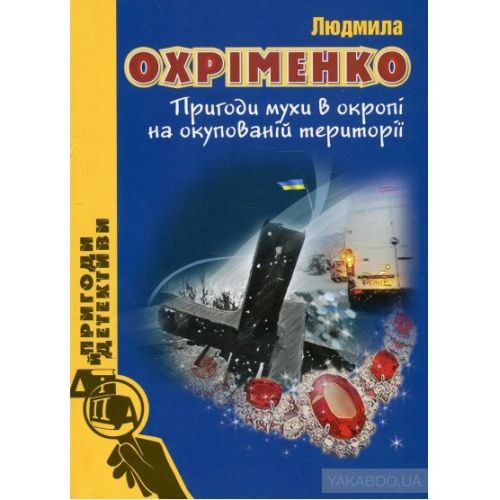 Людмила
ОХРІМЕНКО
Пригоди мухи в окропі
на окупованій території
ПРИГОДИ
Й ДЕТЕКТИВИ
YAKABOO.UA